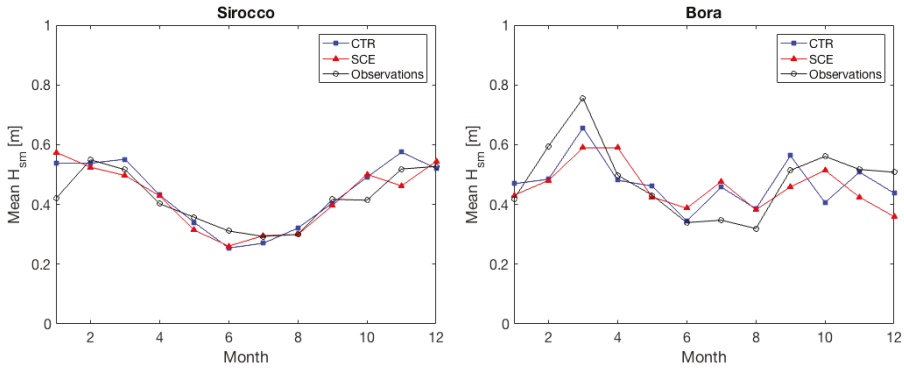 Sirocco
1
0.8
0.6
0.4
0.2
0
Mean H_sm [m]
CTR
SCE
Observations
2 4 6 8 10 12
Month
Bora
1
0.8
0.6
0.4
0.2
0
Mean H_sm [m]
CTR
SCE
Observations
2 4 6 8 10 12
Month